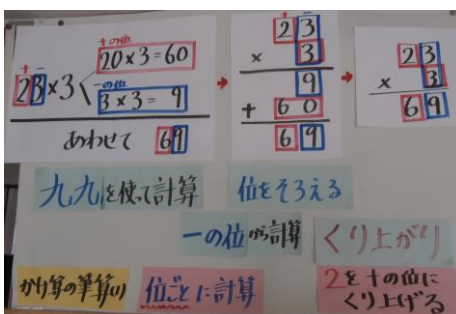 十の位
20×3=60
十 一
23×3
一の位
3×3= 9
あわせて 69
十 一
23
× 3
9
+ 60
69
23
× 3
69
九九を使って計算
位をそろえる
一の位から計算
くり上がり
かけ算の筆算(1)
位ごとに計算
2を十の位に
くり上げる